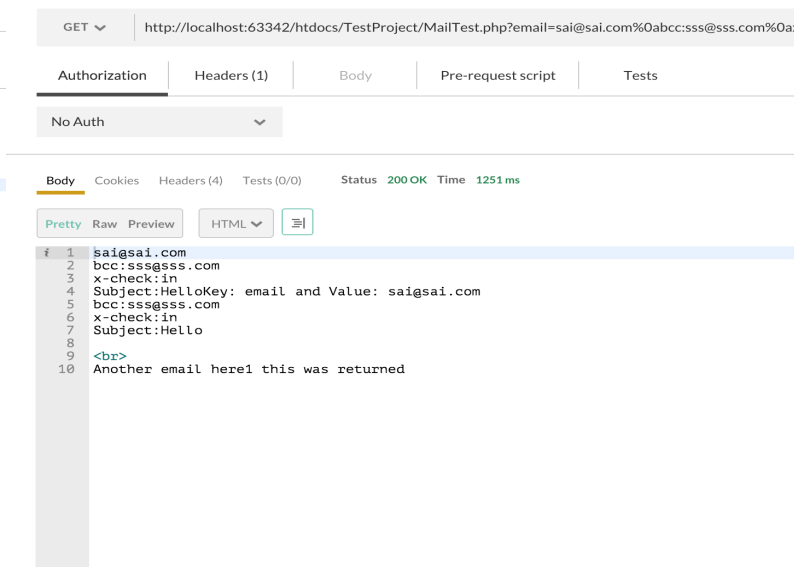 GET http://localhost:63342/htdocs/TestProject/MailTest.php?email=sai@sai.com%0abcc:sss@sss.com%0a
Authorization Headers (1) Body Pre-request script Tests
No Auth
Body Cookies Headers (4) Tests (0/0) Status 200 OK Time 1251 ms
Pretty Raw Preview HTML
i 1 sai@sai.com
2 bcc:sss@sss.com
3 x-check:in
4 Subject:HelloKey: email and Value: sai@sai.com
5 bcc:sss@sss.com
6 x-check:in
7 Subject:Hello
8
9 <br>
10 Another email here1 this was returned